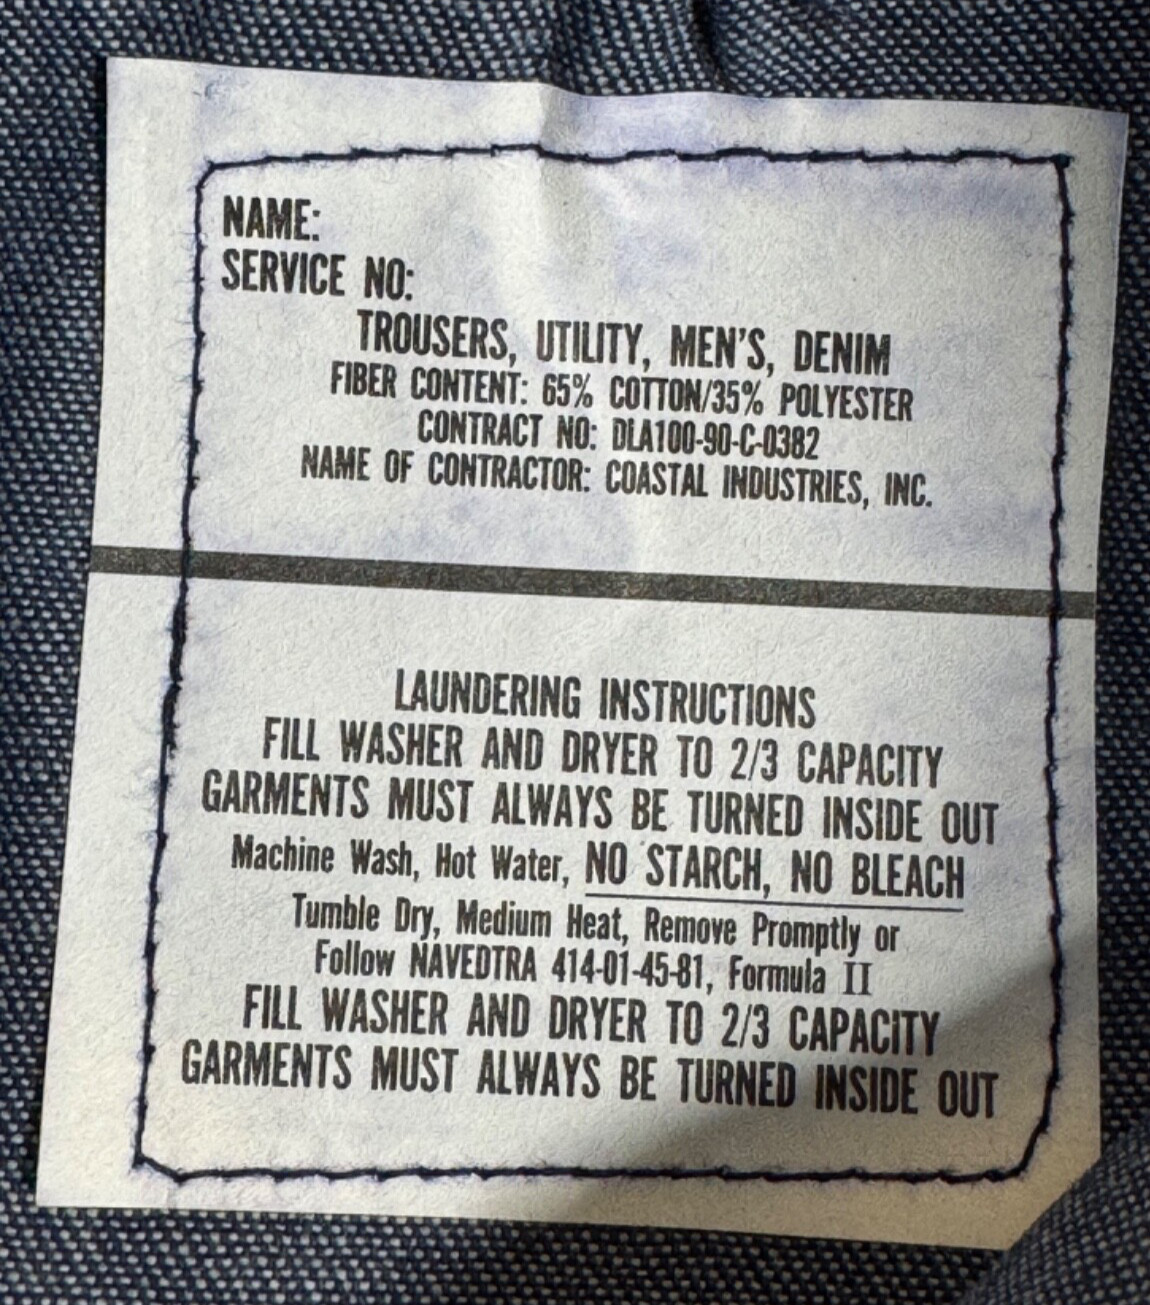 NAME:
SERVICE NO:
TROUSERS, UTILITY, MEN'S, DENIM
FIBER CONTENT: 65% COTTON/35% POLYESTER
CONTRACT NO: DLA100-90-C-0382
NAME OF CONTRACTOR: COASTAL INDUSTRIES, INC.
LAUNDERING INSTRUCTIONS
FILL WASHER AND DRYER TO 2/3 CAPACITY
GARMENTS MUST ALWAYS BE TURNED INSIDE OUT
Machine Wash, Hot Water, NO STARCH, NO BLEACH
Tumble Dry, Medium Heat, Remove Promptly or
Follow NAVEDTRA 414-01-45-81, Formula II
FILL WASHER AND DRYER TO 2/3 CAPACITY
GARMENTS MUST ALWAYS BE TURNED INSIDE OUT